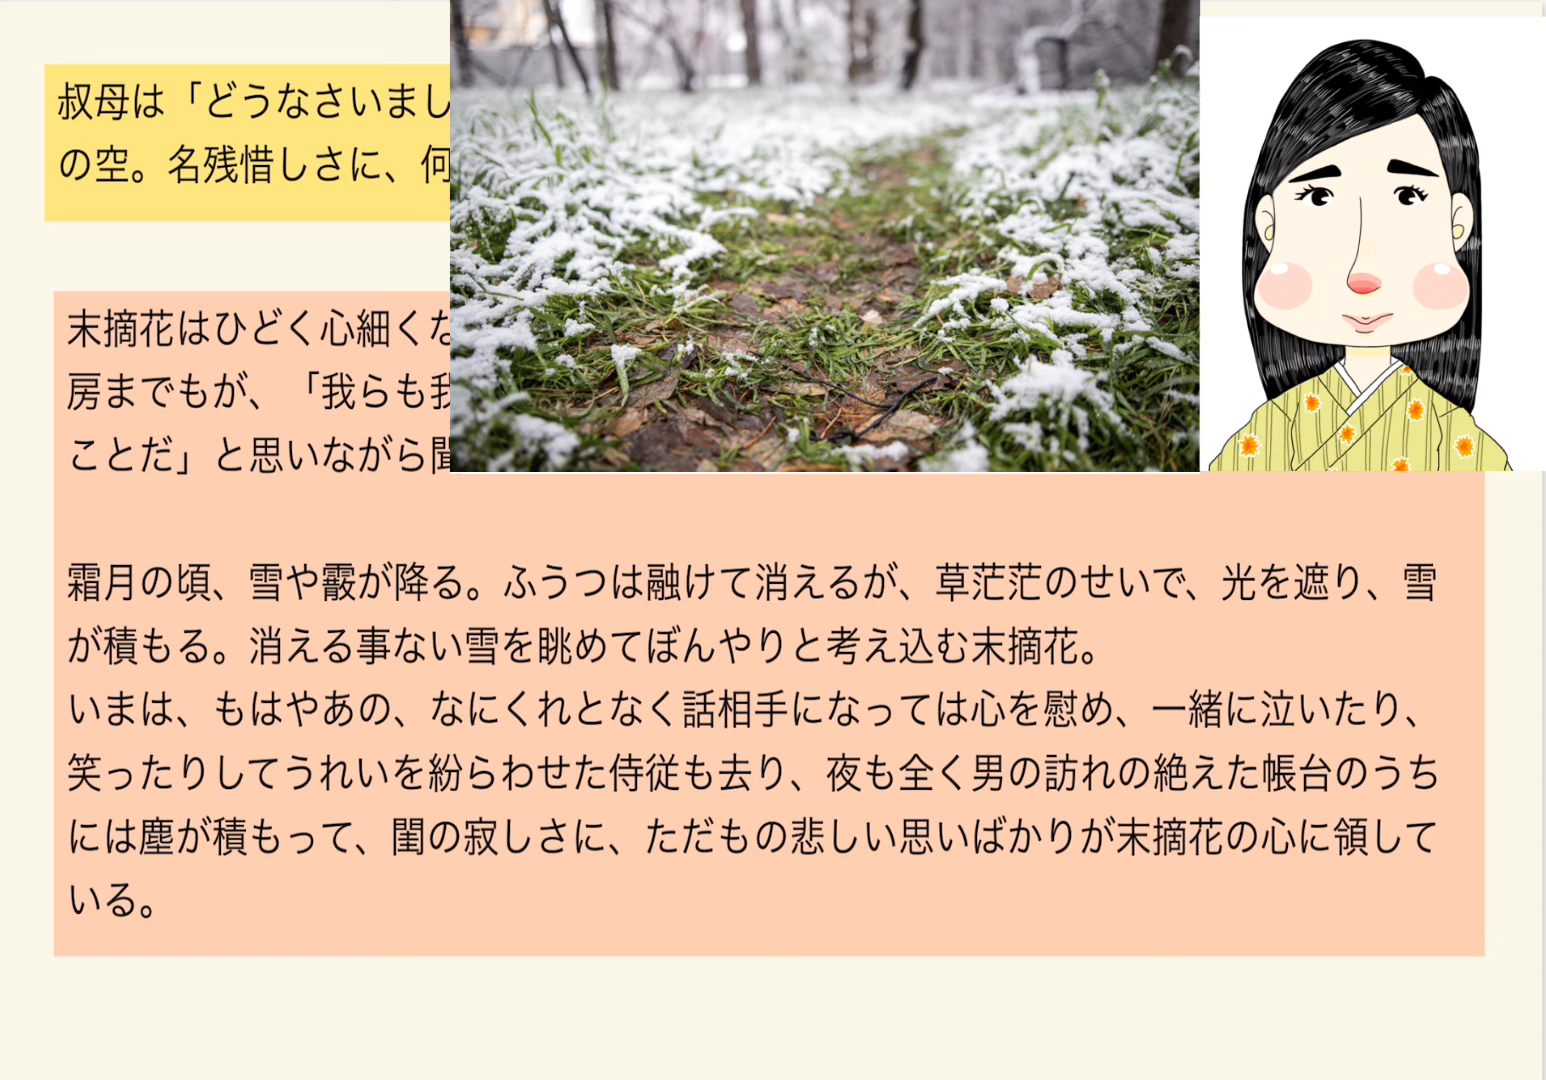 叔母は「どうなさいまし
の空。名残惜しさに、何
末摘花はひどく心細くな
房までもが、「我らも我
ことだ」と思いながら聞
霜月の頃、雪や霰が降る。ふうつは融けて消えるが、草茫茫のせいで、光を遮り、雪
が積もる。消える事ない雪を眺めてぼんやりと考え込む末摘花。
いまは、もはやあの、なにくれとなく話相手になっては心を慰め、一緒に泣いたり、
笑ったりしてうれいを紛らわせた侍従も去り、夜も全く男の訪れの絶えた帳台のうち
には塵が積もって、閨の寂しさに、ただもの悲しい思いばかりが末摘花の心に領して
いる。